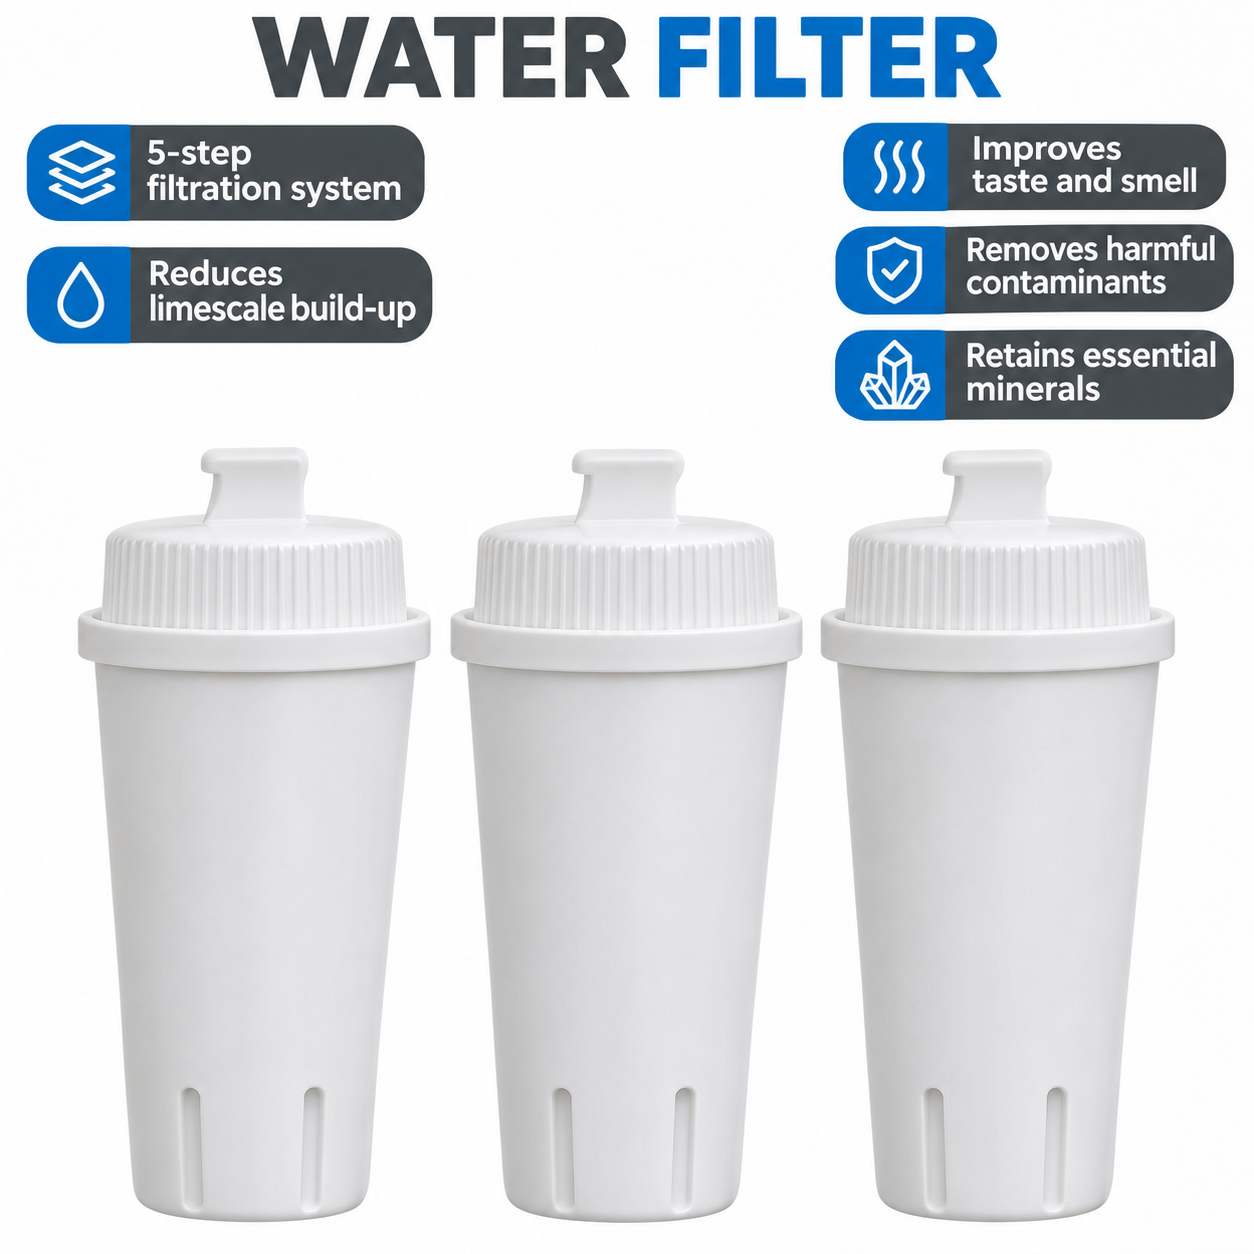 WATER FILTER
5-step
filtration system
Reduces
limescale build-up
Improves
taste and smell
Removes harmful
contaminants
Retains essential
minerals